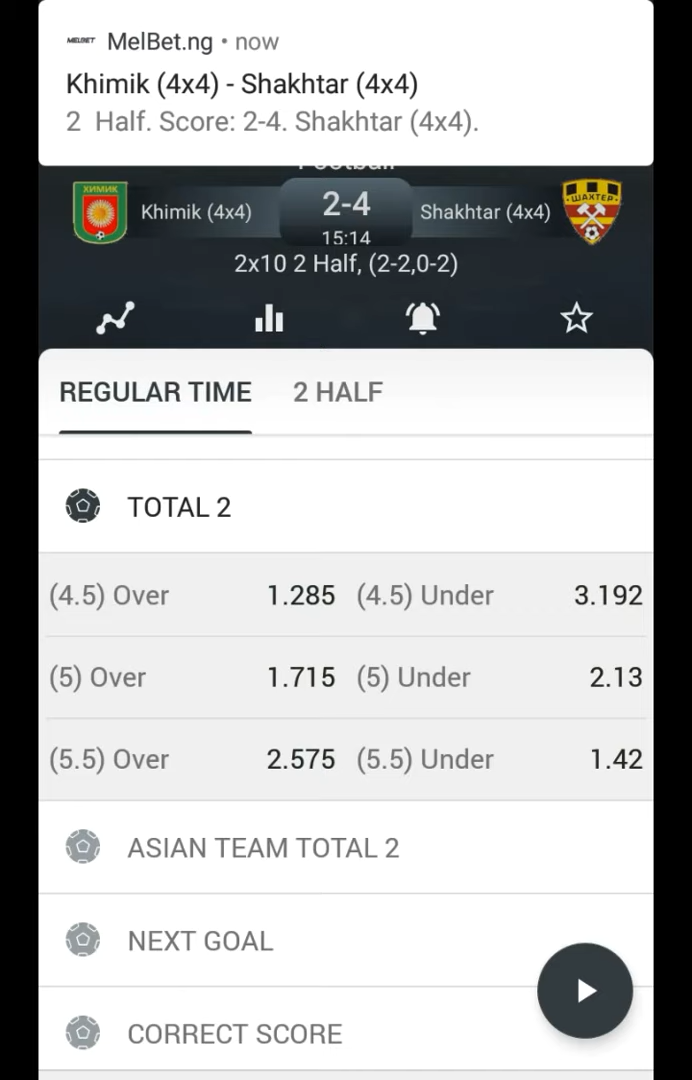 MELBET MelBet.ng • now
Khimik (4x4) - Shakhtar (4x4)
2 Half. Score: 2-4. Shakhtar (4x4).
Football
ХИМИК Khimik (4x4) 2-4 Shakhtar (4x4) ШАХТЕР
15:14
2x10 2 Half, (2-2,0-2)
REGULAR TIME 2 HALF
TOTAL 2
(4.5) Over 1.285 (4.5) Under 3.192
(5) Over 1.715 (5) Under 2.13
(5.5) Over 2.575 (5.5) Under 1.42
ASIAN TEAM TOTAL 2
NEXT GOAL
CORRECT SCORE